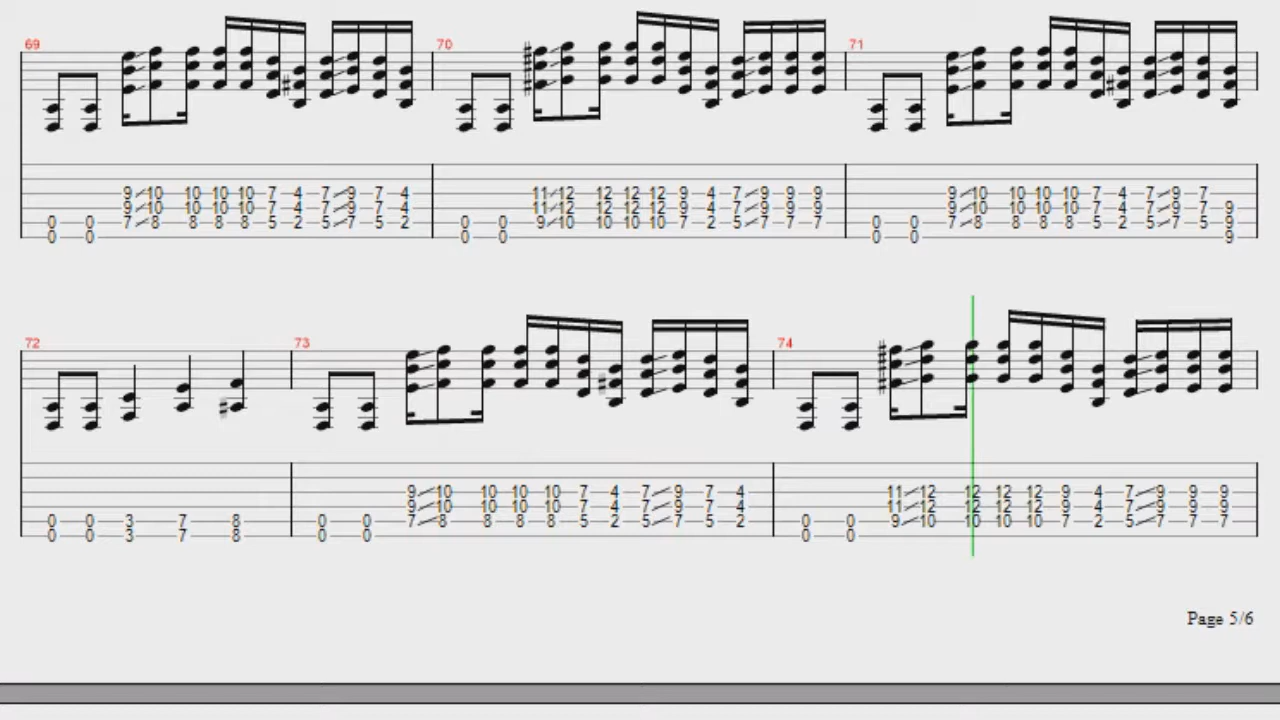 69 70 71
9 10 10 10 10 7 4 7 9 7 4 11 12 12 12 12 9 4 7 9 9 9 9 10 10 10 10 7 4 7 9 7
9 10 10 10 10 7 4 7 9 7 4 11 12 12 12 12 9 4 7 9 9 9 9 10 10 10 10 7 4 7 9 7 9
0 0 7 8 8 8 8 5 2 5 7 5 2 0 0 9 10 10 10 10 7 2 5 7 7 7 0 0 7 8 8 8 8 5 2 5 7 5 9
0 0 0 0 0 0 9
72 73 74
9 10 10 10 10 7 4 7 9 7 4 11 12 12 12 12 9 4 7 9 9 9
9 10 10 10 10 7 4 7 9 7 4 11 12 12 12 12 9 4 7 9 9 9
0 0 3 7 8 0 0 7 8 8 8 8 5 2 5 7 5 2 0 0 9 10 10 10 10 7 2 5 7 7 7
0 0 3 7 8 0 0 0 0
Page 5/6